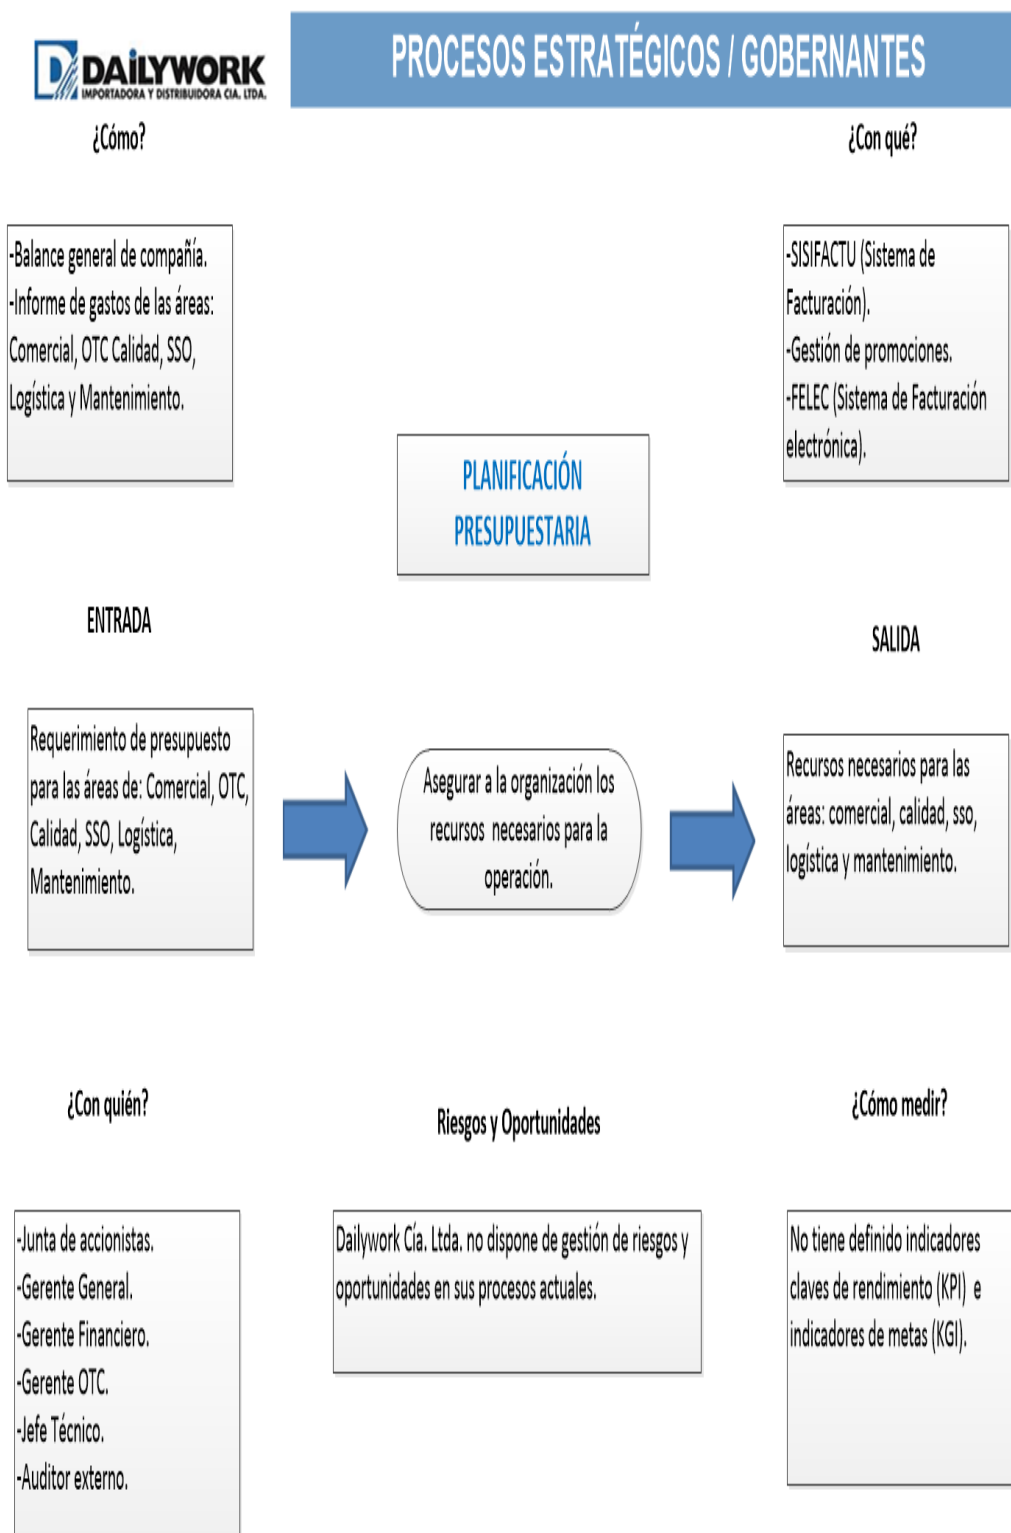 DAiLYWORK
IMPORTADORA Y DISTRIBUIDORA CIA. LTDA.
PROCESOS ESTRATÉGICOS / GOBERNANTES
¿Cómo?
¿Con qué?
-Balance general de compañía.
-Informe de gastos de las áreas:
Comercial, OTC Calidad, SSO,
Logística y Mantenimiento.
-SISIFACTU (Sistema de
Facturación).
-Gestión de promociones.
-FELEC (Sistema de Facturación
electrónica).
PLANIFICACIÓN
PRESUPUESTARIA
ENTRADA
SALIDA
Requerimiento de presupuesto
para las áreas de: Comercial, OTC,
Calidad, SSO, Logística,
Mantenimiento.
Asegurar a la organización los
recursos necesarios para la
operación.
Recursos necesarios para las
áreas: comercial, calidad, sso,
logística y mantenimiento.
¿Con quién?
Riesgos y Oportunidades
¿Cómo medir?
-Junta de accionistas.
-Gerente General.
-Gerente Financiero.
-Gerente OTC.
-Jefe Técnico.
-Auditor externo.
Dailywork Cía. Ltda. no dispone de gestión de riesgos y
oportunidades en sus procesos actuales.
No tiene definido indicadores
claves de rendimiento (KPI) e
indicadores de metas (KGI).